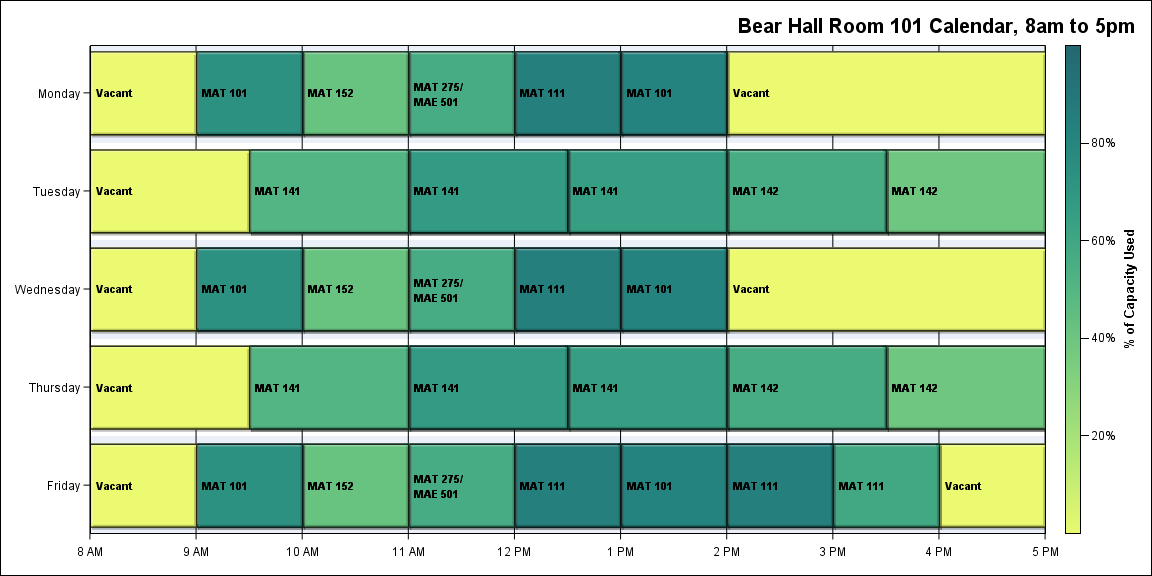 Bear Hall Room 101 Calendar, 8am to 5pm
Monday
Vacant
MAT 101
MAT 152
MAT 275/
MAE 501
MAT 111
MAT 101
Vacant
Tuesday
Vacant
MAT 141
MAT 141
MAT 141
MAT 142
MAT 142
Wednesday
Vacant
MAT 101
MAT 152
MAT 275/
MAE 501
MAT 111
MAT 101
Vacant
Thursday
Vacant
MAT 141
MAT 141
MAT 141
MAT 142
MAT 142
Friday
Vacant
MAT 101
MAT 152
MAT 275/
MAE 501
MAT 111
MAT 101
MAT 111
MAT 111
Vacant
8 AM
9 AM
10 AM
11 AM
12 PM
1 PM
2 PM
3 PM
4 PM
5 PM
80%
60%
40%
20%
% of Capacity Used